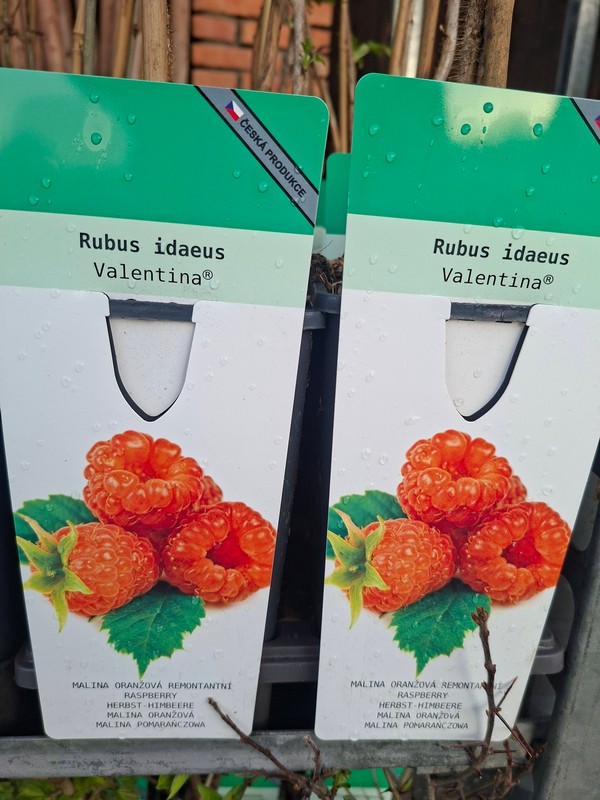 ČESKÁ PRODUKCE
Rubus idaeus
Valentina®
MALINA ORANŽOVÁ REMONTANTNÍ
RASPBERRY
HERBST-HIMBEERE
MALINA ORANŽOVÁ
MALINA POMARAŃCZOWA
Rubus idaeus
Valentina®
MALINA ORANŽOVÁ REMONTANTNÍ
RASPBERRY
HERBST-HIMBEERE
MALINA ORANŽOVÁ
MALINA POMARAŃCZOWA